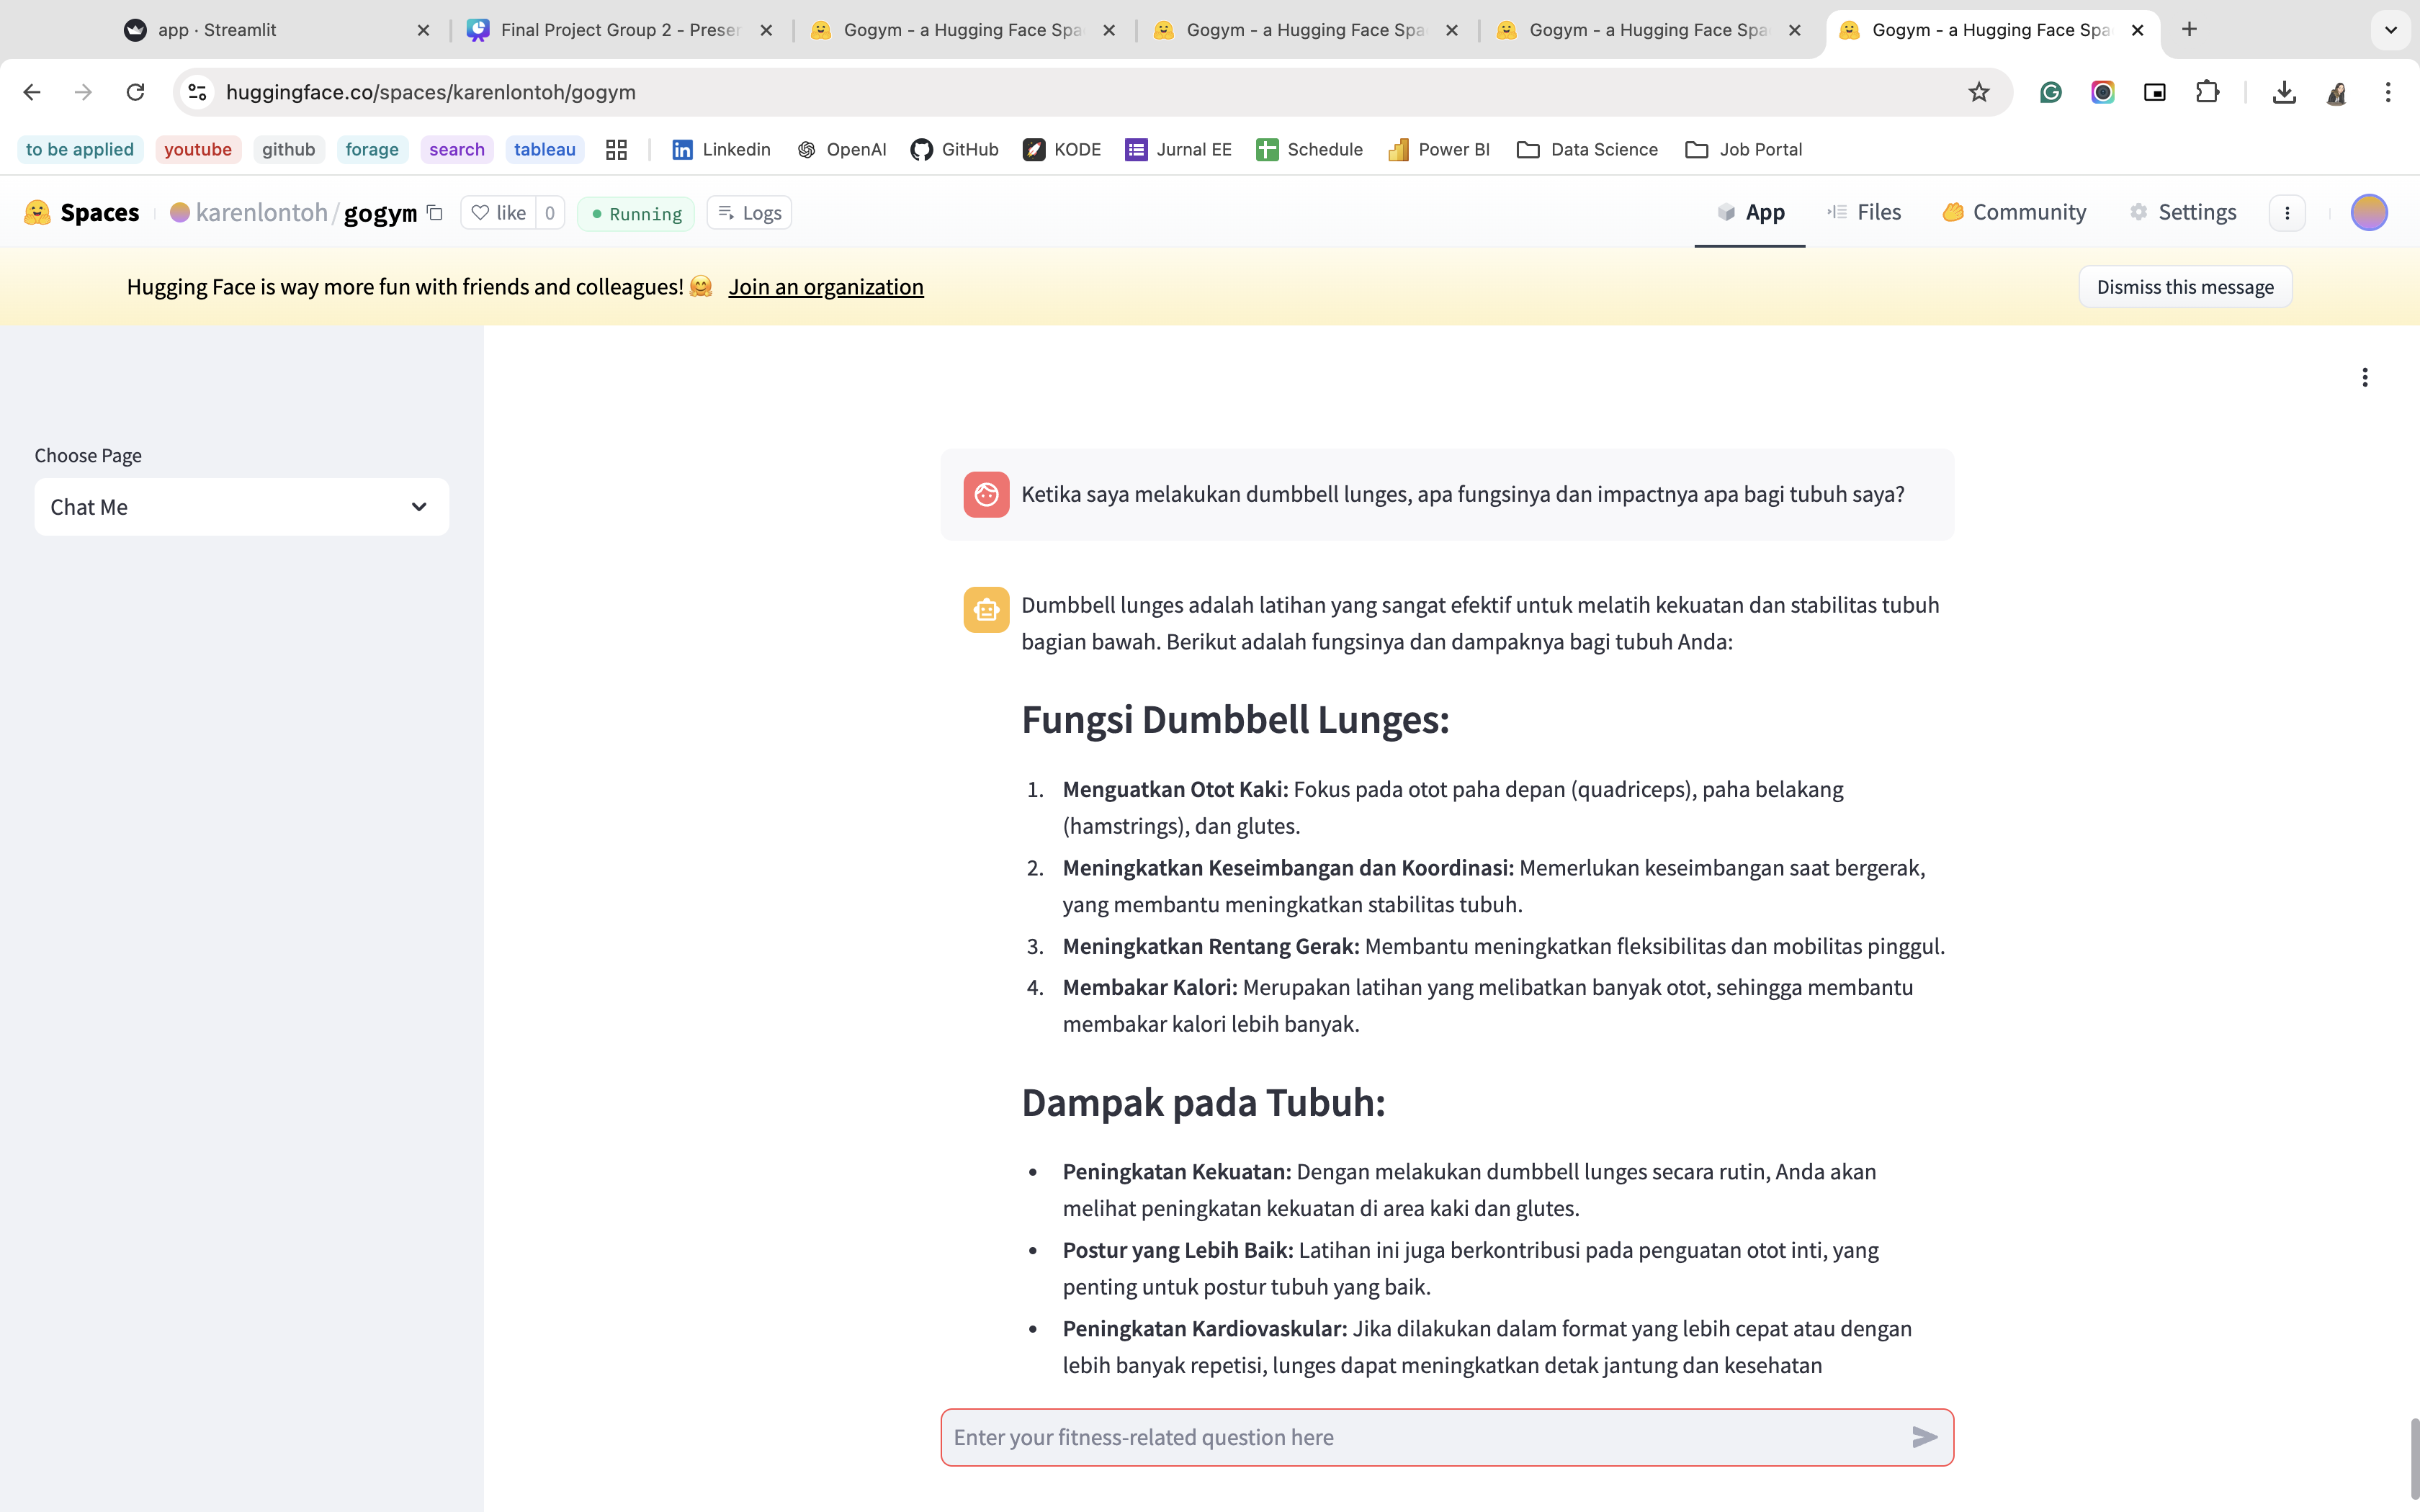 app · Streamlit
Final Project Group 2 - Preser
Gogym - a Hugging Face Spa
Gogym - a Hugging Face Spa
Gogym - a Hugging Face Spa
Gogym - a Hugging Face Spa
huggingface.co/spaces/karenlontoh/gogym
to be applied youtube github forage search tableau Linkedin OpenAI GitHub KODE Jurnal EE Schedule Power BI Data Science Job Portal
Spaces karenlontoh/gogym like 0 Running Logs App Files Community Settings
Hugging Face is way more fun with friends and colleagues! 🤗 Join an organization Dismiss this message
Choose Page
Chat Me
Ketika saya melakukan dumbbell lunges, apa fungsinya dan impactnya apa bagi tubuh saya?
Dumbbell lunges adalah latihan yang sangat efektif untuk melatih kekuatan dan stabilitas tubuh
bagian bawah. Berikut adalah fungsinya dan dampaknya bagi tubuh Anda:
Fungsi Dumbbell Lunges:
1. Menguatkan Otot Kaki: Fokus pada otot paha depan (quadriceps), paha belakang
(hamstrings), dan glutes.
2. Meningkatkan Keseimbangan dan Koordinasi: Memerlukan keseimbangan saat bergerak,
yang membantu meningkatkan stabilitas tubuh.
3. Meningkatkan Rentang Gerak: Membantu meningkatkan fleksibilitas dan mobilitas pinggul.
4. Membakar Kalori: Merupakan latihan yang melibatkan banyak otot, sehingga membantu
membakar kalori lebih banyak.
Dampak pada Tubuh:
• Peningkatan Kekuatan: Dengan melakukan dumbbell lunges secara rutin, Anda akan
melihat peningkatan kekuatan di area kaki dan glutes.
• Postur yang Lebih Baik: Latihan ini juga berkontribusi pada penguatan otot inti, yang
penting untuk postur tubuh yang baik.
• Peningkatan Kardiovaskular: Jika dilakukan dalam format yang lebih cepat atau dengan
lebih banyak repetisi, lunges dapat meningkatkan detak jantung dan kesehatan
Enter your fitness-related question here